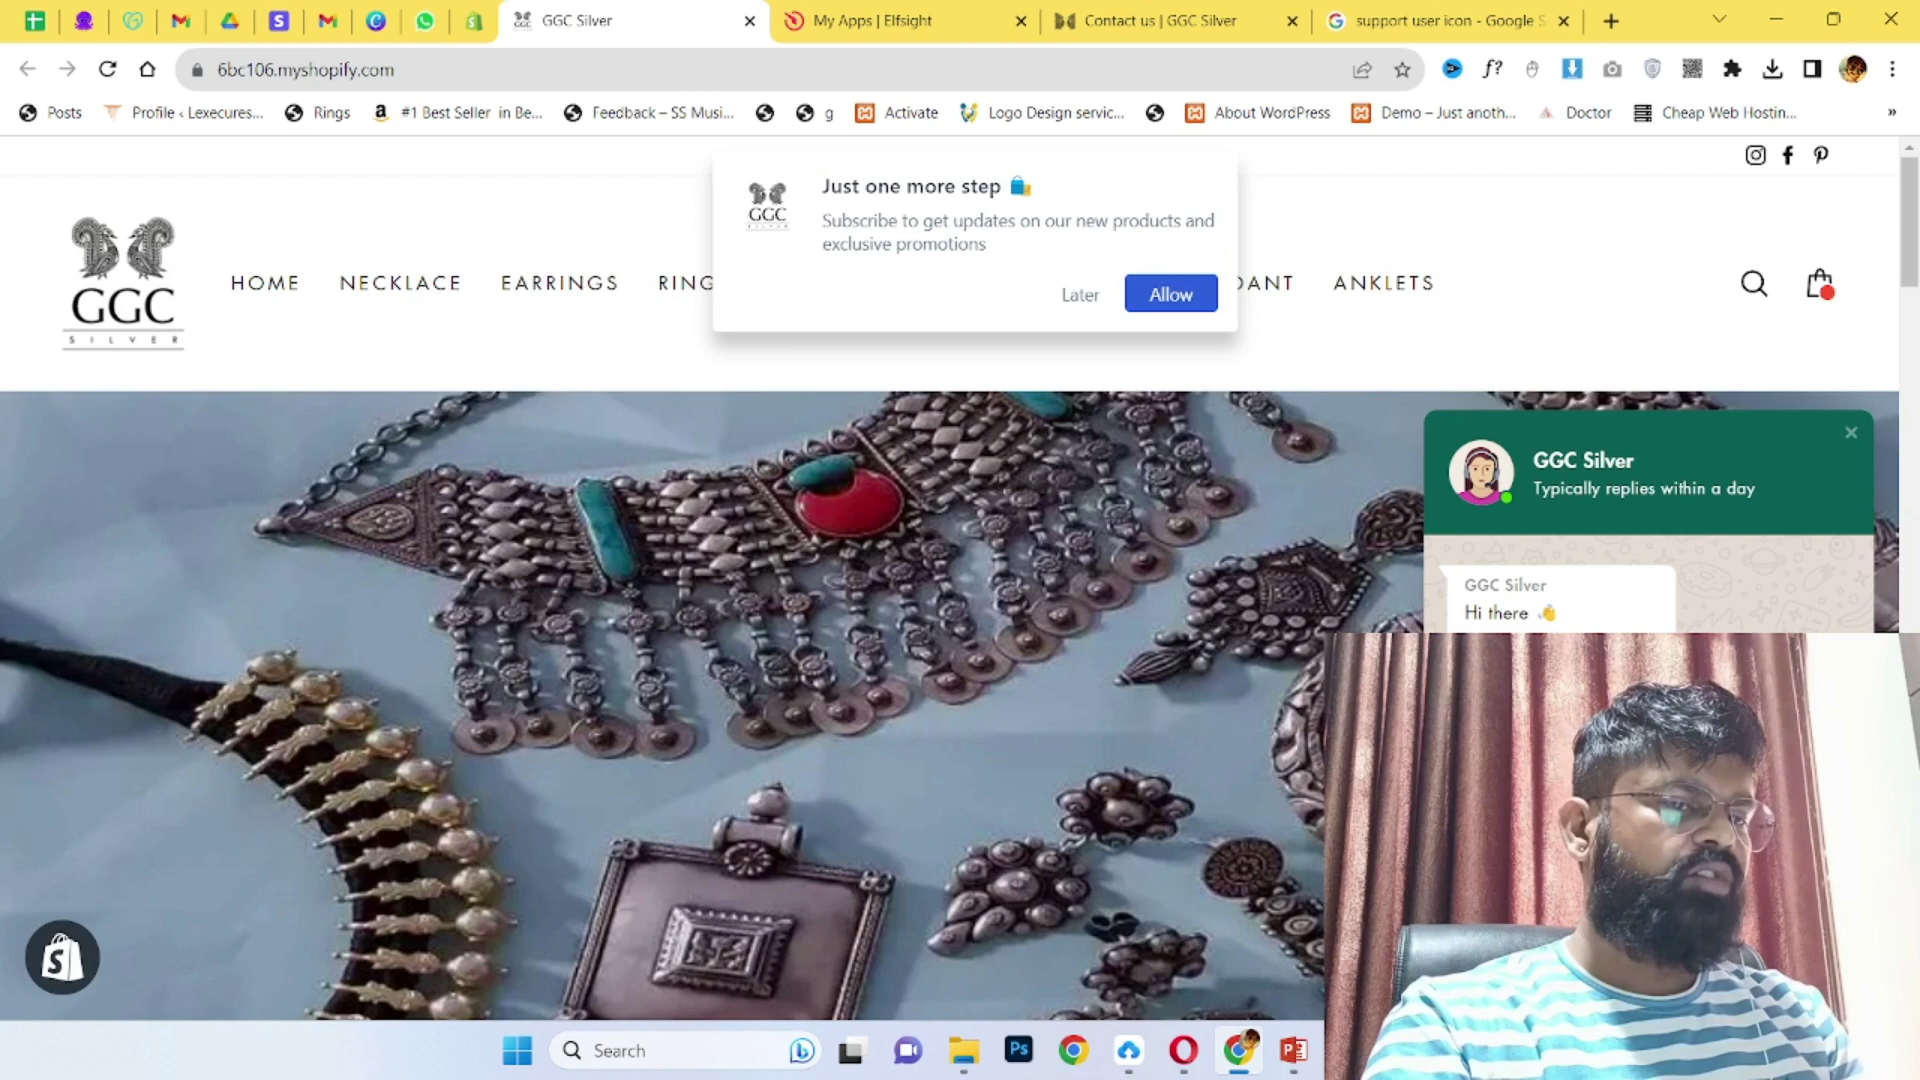 GGC Silver
My Apps | Elfsight
Contact us | GGC Silver
support user icon - Google S
6bc106.myshopify.com
f?
Posts
Profile ‹ Lexecures...
Rings
#1 Best Seller in Be...
Feedback – SS Musi...
g
Activate
Logo Design servic...
About WordPress
Demo – Just anoth...
Doctor
Cheap Web Hostin...
»
GGC
SILVER
HOME
NECKLACE
EARRINGS
RING
DANT
ANKLETS
GGC
Just one more step
Subscribe to get updates on our new products and
exclusive promotions
Later
Allow
GGC Silver
Typically replies within a day
GGC Silver
Hi there
Search
Ps